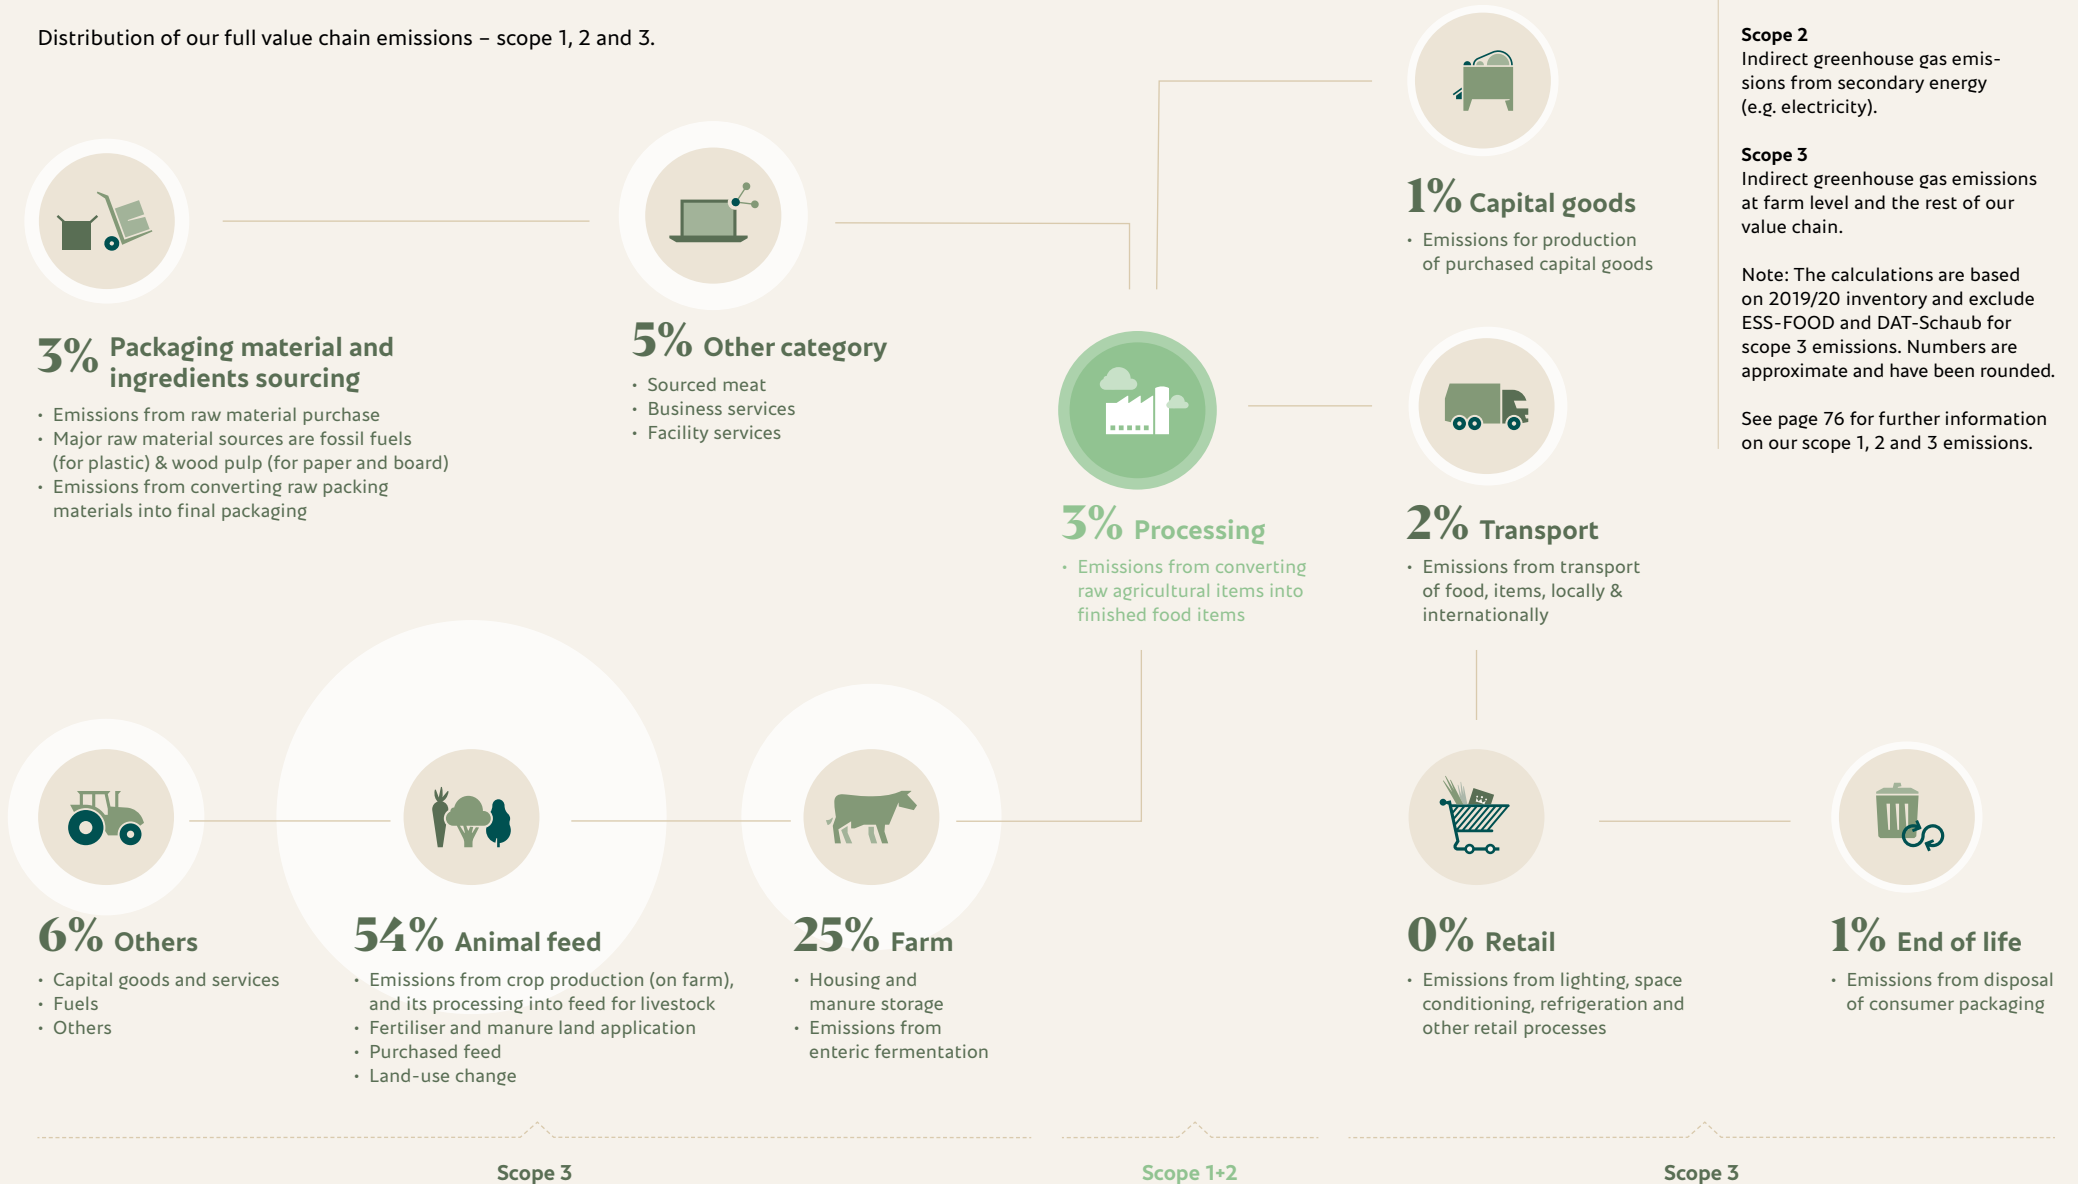 Distribution of our full value chain emissions – scope 1, 2 and 3.
Scope 2
Indirect greenhouse gas emis-
sions from secondary energy
(e.g. electricity).
Scope 3
Indirect greenhouse gas emissions
at farm level and the rest of our
value chain.
Note: The calculations are based
on 2019/20 inventory and exclude
ESS-FOOD and DAT-Schaub for
scope 3 emissions. Numbers are
approximate and have been rounded.
See page 76 for further information
on our scope 1, 2 and 3 emissions.
1% Capital goods
• Emissions for production
of purchased capital goods
3% Packaging material and
ingredients sourcing
• Emissions from raw material purchase
• Major raw material sources are fossil fuels
(for plastic) & wood pulp (for paper and board)
• Emissions from converting raw packing
materials into final packaging
5% Other category
• Sourced meat
• Business services
• Facility services
3% Processing
• Emissions from converting
raw agricultural items into
finished food items
2% Transport
• Emissions from transport
of food, items, locally &
internationally
6% Others
• Capital goods and services
• Fuels
• Others
54% Animal feed
• Emissions from crop production (on farm),
and its processing into feed for livestock
• Fertiliser and manure land application
• Purchased feed
• Land-use change
25% Farm
• Housing and
manure storage
• Emissions from
enteric fermentation
0% Retail
• Emissions from lighting, space
conditioning, refrigeration and
other retail processes
1% End of life
• Emissions from disposal
of consumer packaging
Scope 3
Scope 1+2
Scope 3